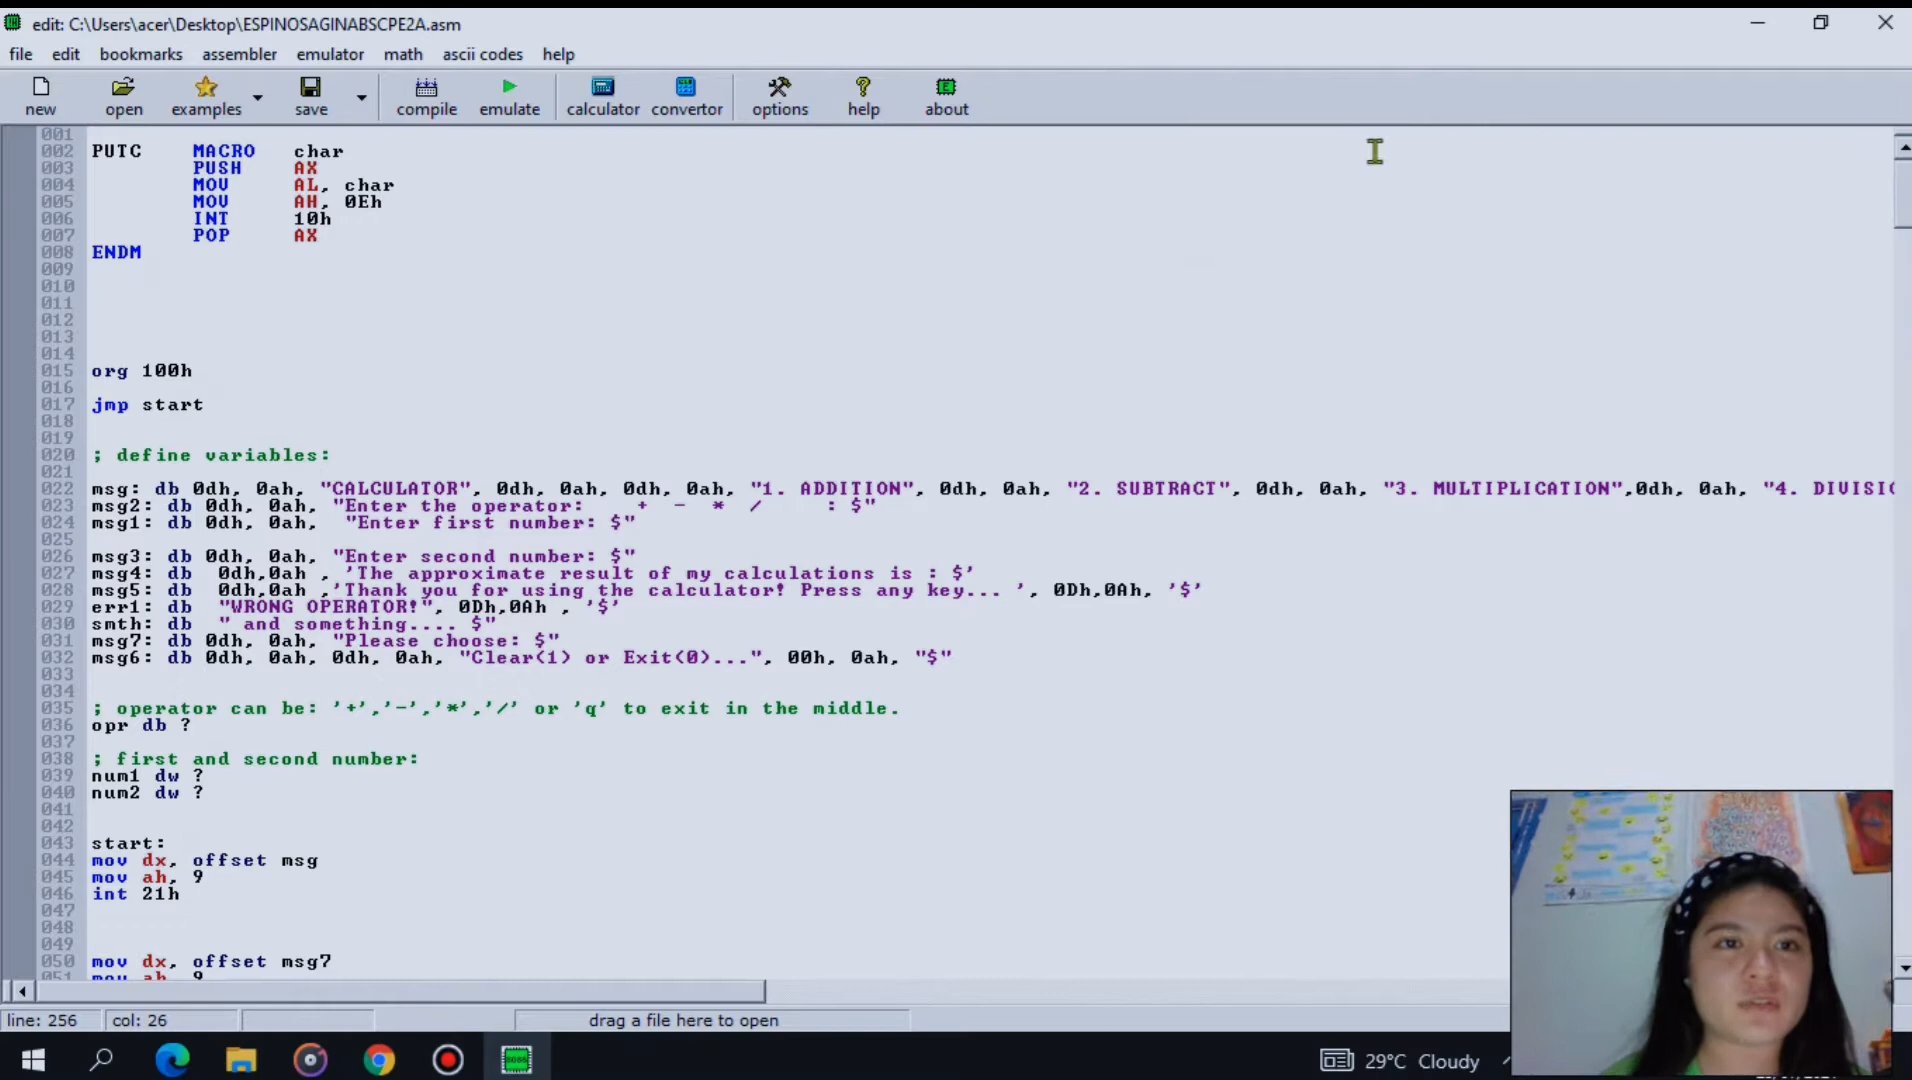 edit: C:\Users\acer\Desktop\ESPINOSAGINABSCPE2A.asm
file edit bookmarks assembler emulator math ascii codes help
new open examples save compile emulate calculator convertor options help about
001
002 PUTC MACRO char
003 PUSH AX
004 MOV AL, char
005 MOV AH, 0Eh
006 INT 10h
007 POP AX
008 ENDM
009
010
011
012
013
014
015 org 100h
016
017 jmp start
018
019
020 ; define variables:
021
022 msg: db 0dh, 0ah, "CALCULATOR", 0dh, 0ah, 0dh, 0ah, "1. ADDITION", 0dh, 0ah, "2. SUBTRACT", 0dh, 0ah, "3. MULTIPLICATION",0dh, 0ah, "4. DIVISIO
023 msg2: db 0dh, 0ah, "Enter the operator: + - * / : $"
024 msg1: db 0dh, 0ah, "Enter first number: $"
025
026 msg3: db 0dh, 0ah, "Enter second number: $"
027 msg4: db 0dh,0ah , 'The approximate result of my calculations is : $'
028 msg5: db 0dh,0ah ,'Thank you for using the calculator! Press any key... ', 0Dh,0Ah, '$'
029 err1: db "WRONG OPERATOR!", 0Dh,0Ah , '$'
030 smth: db " and something.... $"
031 msg7: db 0dh, 0ah, "Please choose: $"
032 msg6: db 0dh, 0ah, 0dh, 0ah, "Clear(1) or Exit(0)...", 00h, 0ah, "$"
033
034
035 ; operator can be: '+','-','*','/' or 'q' to exit in the middle.
036 opr db ?
037
038 ; first and second number:
039 num1 dw ?
040 num2 dw ?
041
042
043 start:
044 mov dx, offset msg
045 mov ah, 9
046 int 21h
047
048
049
050 mov dx, offset msg7
051 mov ah, 9
line: 256 col: 26 drag a file here to open
29°C Cloudy